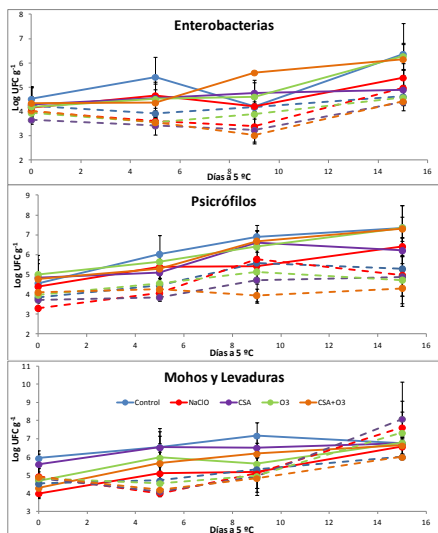 Enterobacterias
Log UFC g-1
8
7
6
5
4
3
2
0 2 4 6 8 10 12 14 16
Días a 5 ºC
Psicrófilos
Log UFC g-1
9
8
7
6
5
4
3
2
0 2 4 6 8 10 12 14 16
Días a 5 ºC
Mohos y Levaduras
Log UFC g-1
11
10
9
8
7
6
5
4
3
2
Control NaClO CSA O3 CSA+O3
0 2 4 6 8 10 12 14 16
Días a 5 ºC